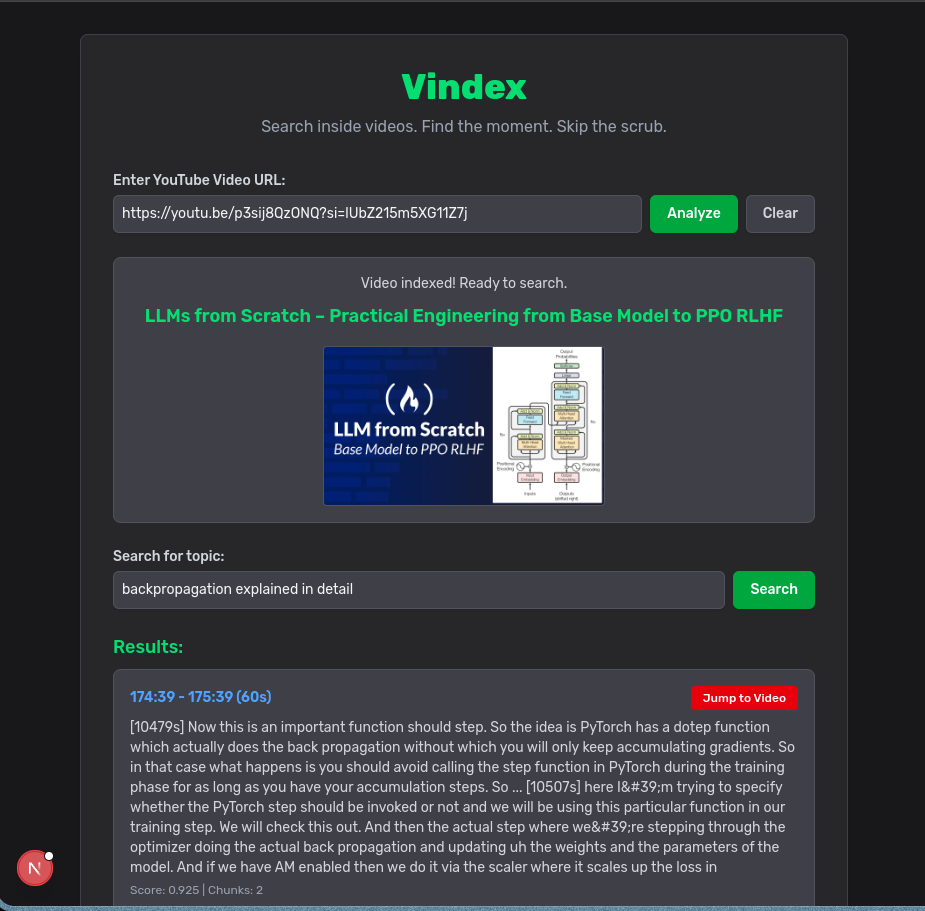 Vindex
Search inside videos. Find the moment. Skip the scrub.
Enter YouTube Video URL:
https://youtu.be/p3sij8QzONQ?si=IUbZ215m5XG11Z7j
Analyze
Clear
Video indexed! Ready to search.
LLMs from Scratch – Practical Engineering from Base Model to PPO RLHF
LLM from Scratch
Base Model to PPO RLHF
Output
Probabilities
Positional
Encoding
Positional
Encoding
Inputs
Outputs
(shifted right)
Search for topic:
backpropagation explained in detail
Search
Results:
174:39 - 175:39 (60s)
Jump to Video
[10479s] Now this is an important function should step. So the idea is PyTorch has a dotep function
which actually does the back propagation without which you will only keep accumulating gradients. So
in that case what happens is you should avoid calling the step function in PyTorch during the training
phase for as long as you have your accumulation steps. So ... [10507s] here I&#39;m trying to specify
whether the PyTorch step should be invoked or not and we will be using this particular function in our
training step. We will check this out. And then the actual step where we&#39;re stepping through the
optimizer doing the actual back propagation and updating uh the weights and the parameters of the
model. And if we have AM enabled then we do it via the scaler where it scales up the loss in
Score: 0.925 | Chunks: 2
N